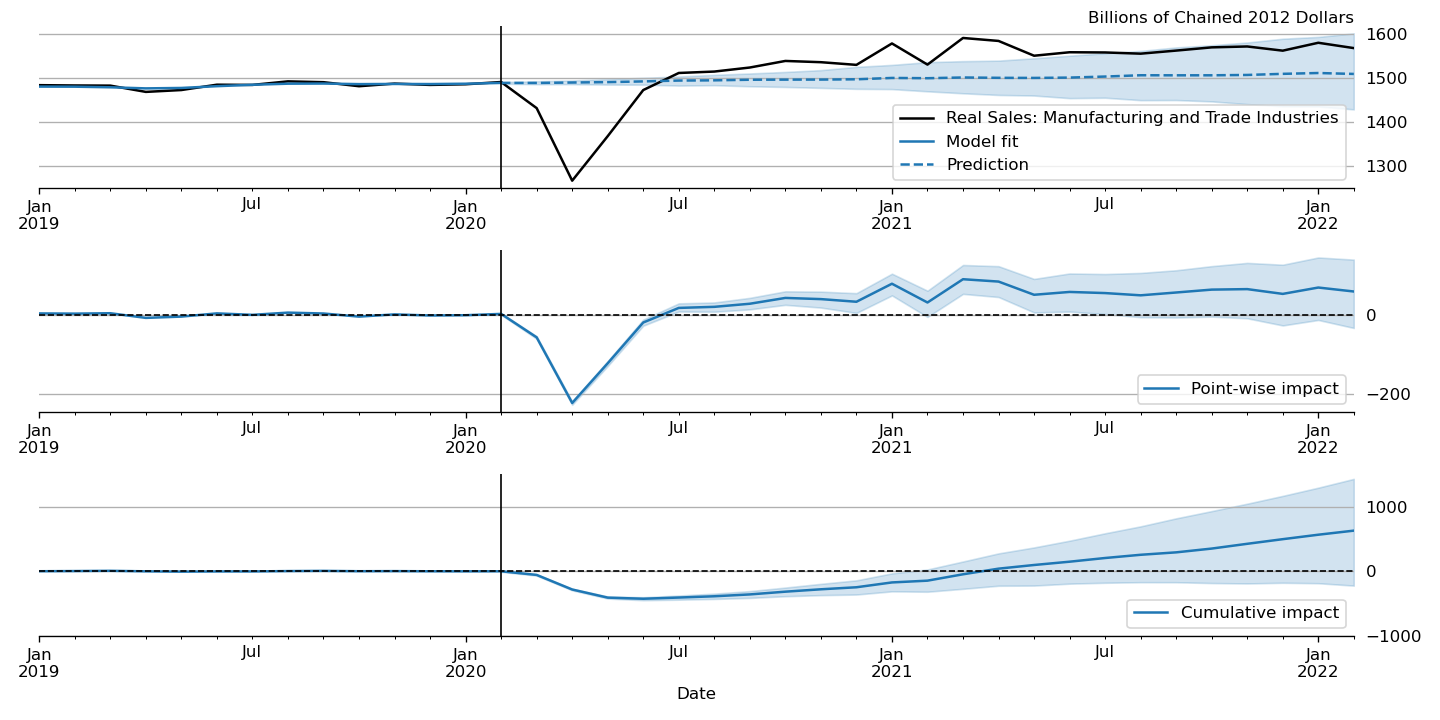 Billions of Chained 2012 Dollars
1600
1500
1400
1300
Real Sales: Manufacturing and Trade Industries
Model fit
Prediction
Jan Jul Jan Jul Jan Jul Jan
2019 2020 2021 2022
0
−200
Point-wise impact
Jan Jul Jan Jul Jan Jul Jan
2019 2020 2021 2022
1000
0
−1000
Cumulative impact
Jan Jul Jan Jul Jan Jul Jan
2019 2020 2021 2022
Date